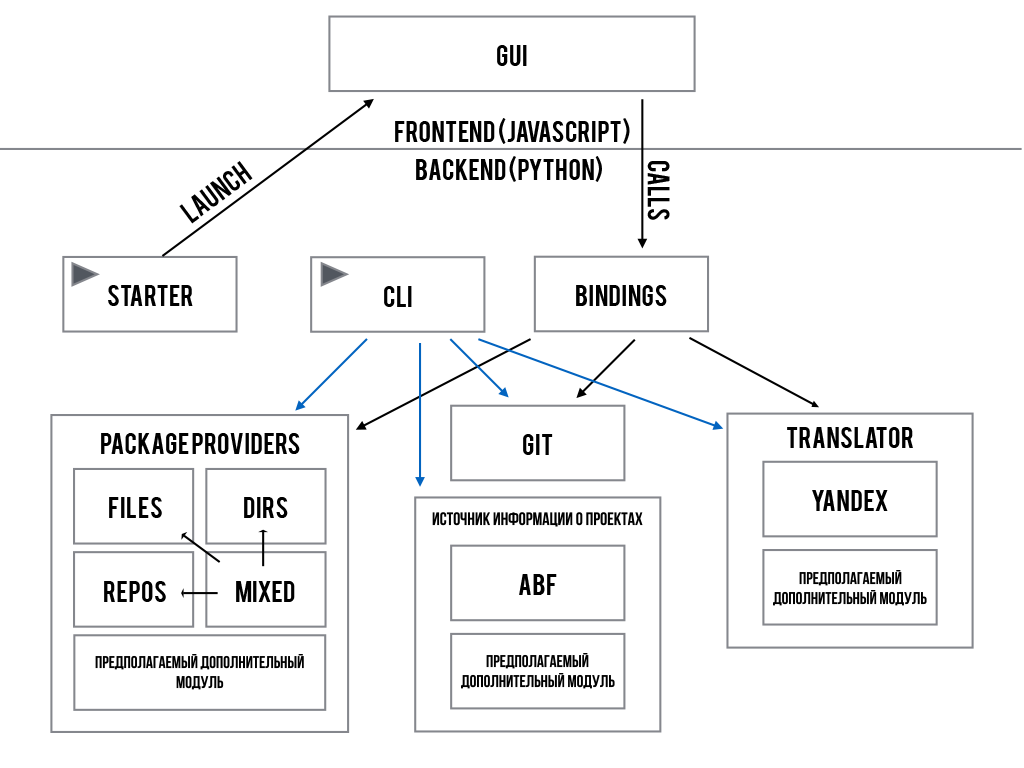 GUI
FRONTEND (JAVASCRIPT)
BACKEND (PYTHON)
LAUNCH
CALLS
STARTER
CLI
BINDINGS
PACKAGE PROVIDERS
FILES
DIRS
REPOS
MIXED
ПРЕДПОЛАГАЕМЫЙ ДОПОЛНИТЕЛЬНЫЙ
МОДУЛЬ
GIT
ИСТОЧНИК ИНФОРМАЦИИ О ПРОЕКТАХ
ABF
ПРЕДПОЛАГАЕМЫЙ
ДОПОЛНИТЕЛЬНЫЙ МОДУЛЬ
TRANSLATOR
YANDEX
ПРЕДПОЛАГАЕМЫЙ
ДОПОЛНИТЕЛЬНЫЙ МОДУЛЬ